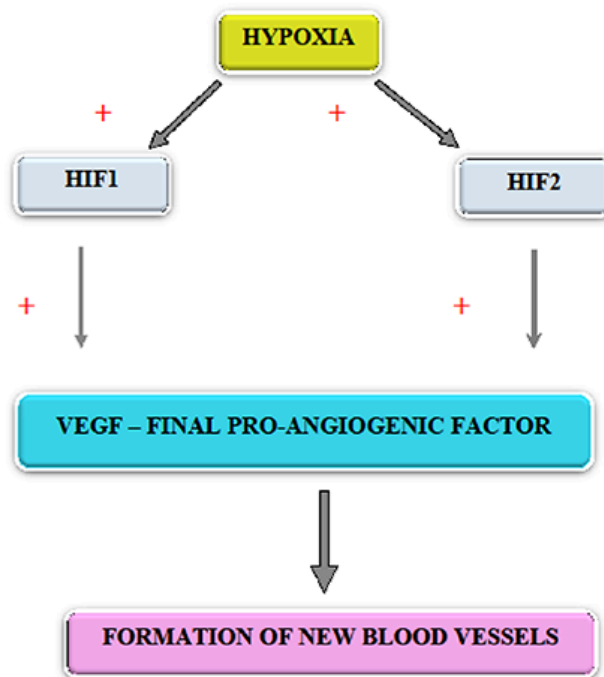 HYPOXIA
+ +
HIF1 HIF2
+ +
VEGF – FINAL PRO-ANGIOGENIC FACTOR
FORMATION OF NEW BLOOD VESSELS